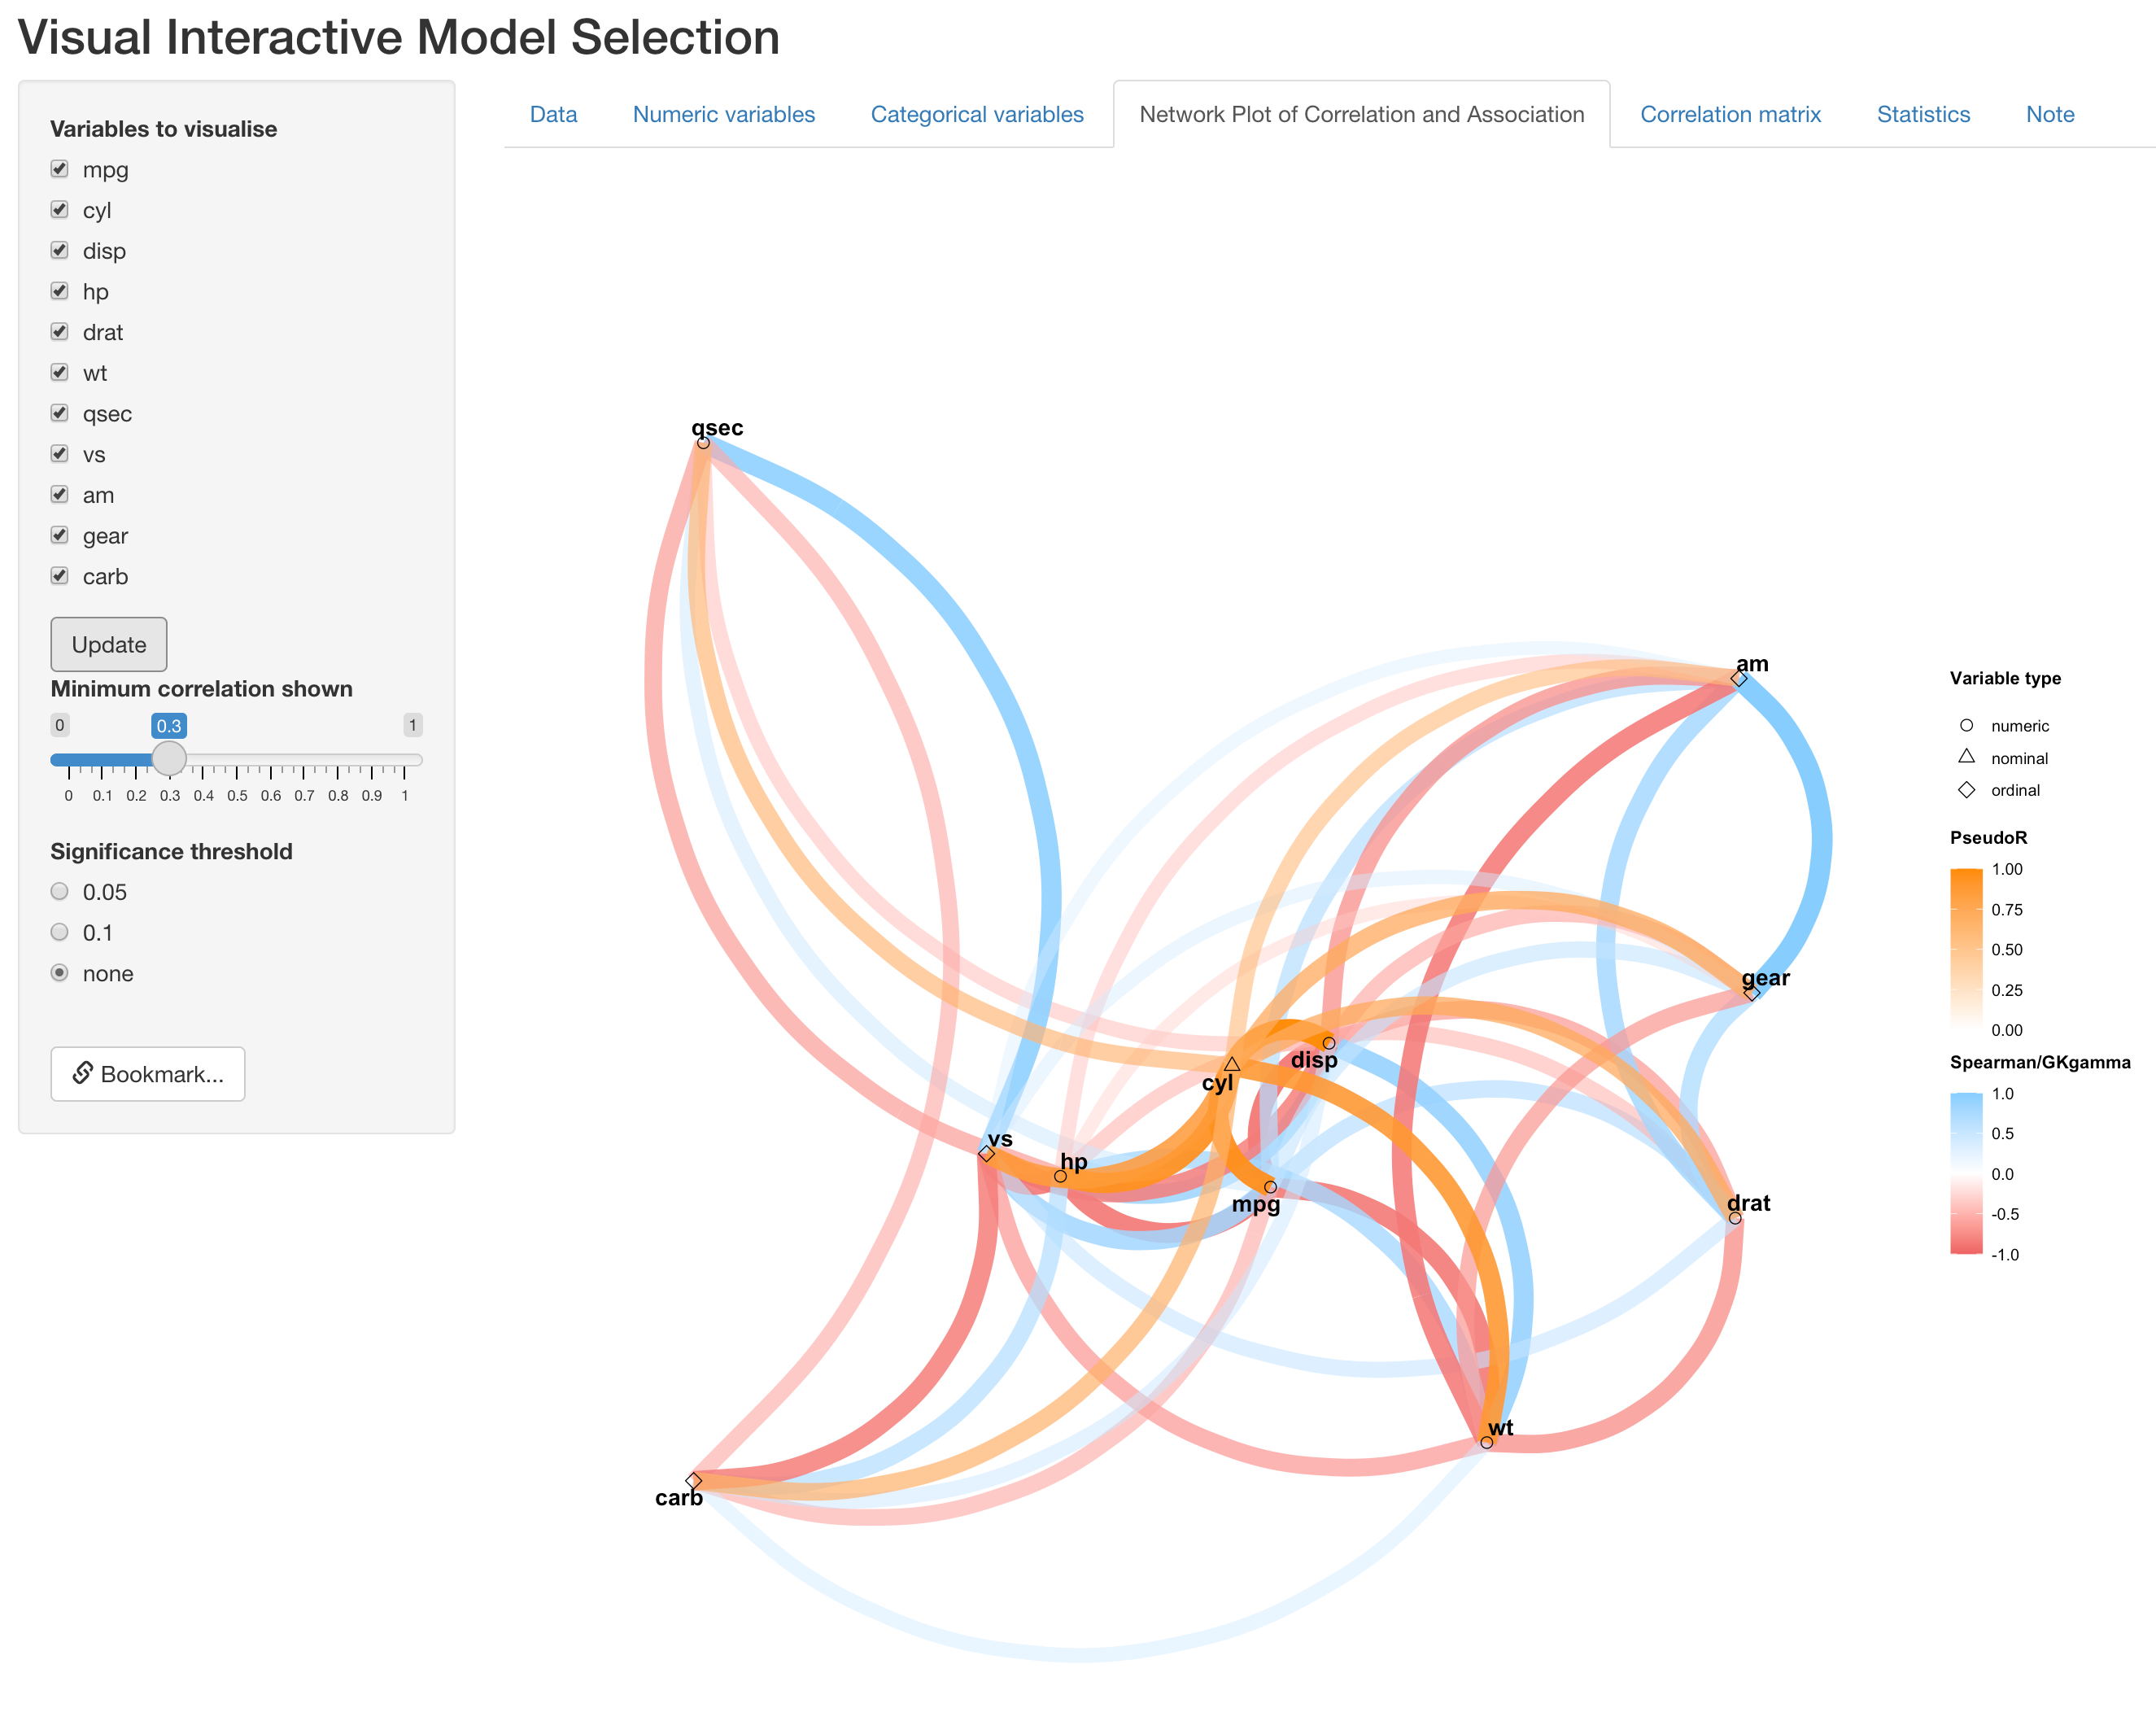 Visual Interactive Model Selection
Variables to visualise
mpg
cyl
disp
hp
drat
wt
qsec
vs
am
gear
carb
Update
Minimum correlation shown
0 0.3 1
0 0.1 0.2 0.3 0.4 0.5 0.6 0.7 0.8 0.9 1
Significance threshold
0.05
0.1
none
Bookmark...
Data Numeric variables Categorical variables Network Plot of Correlation and Association Correlation matrix Statistics Note
qsec
am
gear
disp
cyl
vs
hp
mpg
drat
wt
carb
Variable type
numeric
nominal
ordinal
PseudoR
1.00
0.75
0.50
0.25
0.00
Spearman/GKgamma
1.0
0.5
0.0
-0.5
-1.0